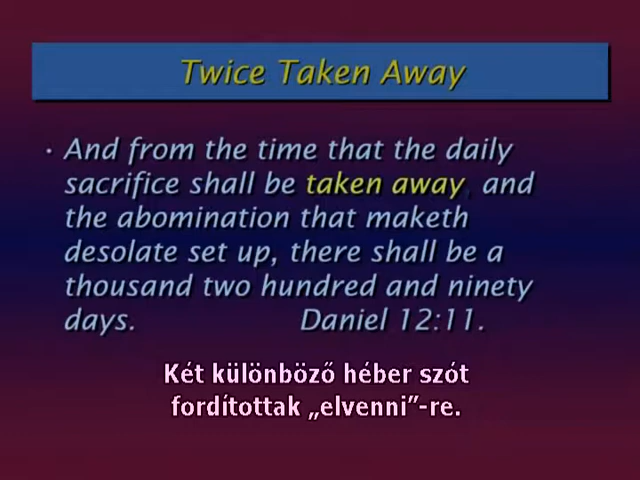 Twice Taken Away
· And from the time that the daily
sacrifice shall be taken away, and
the abomination that maketh
desolate set up, there shall be a
thousand two hundred and ninety
days. Daniel 12:11.
Két különböző héber szót
fordítottak „elvenni”-re.